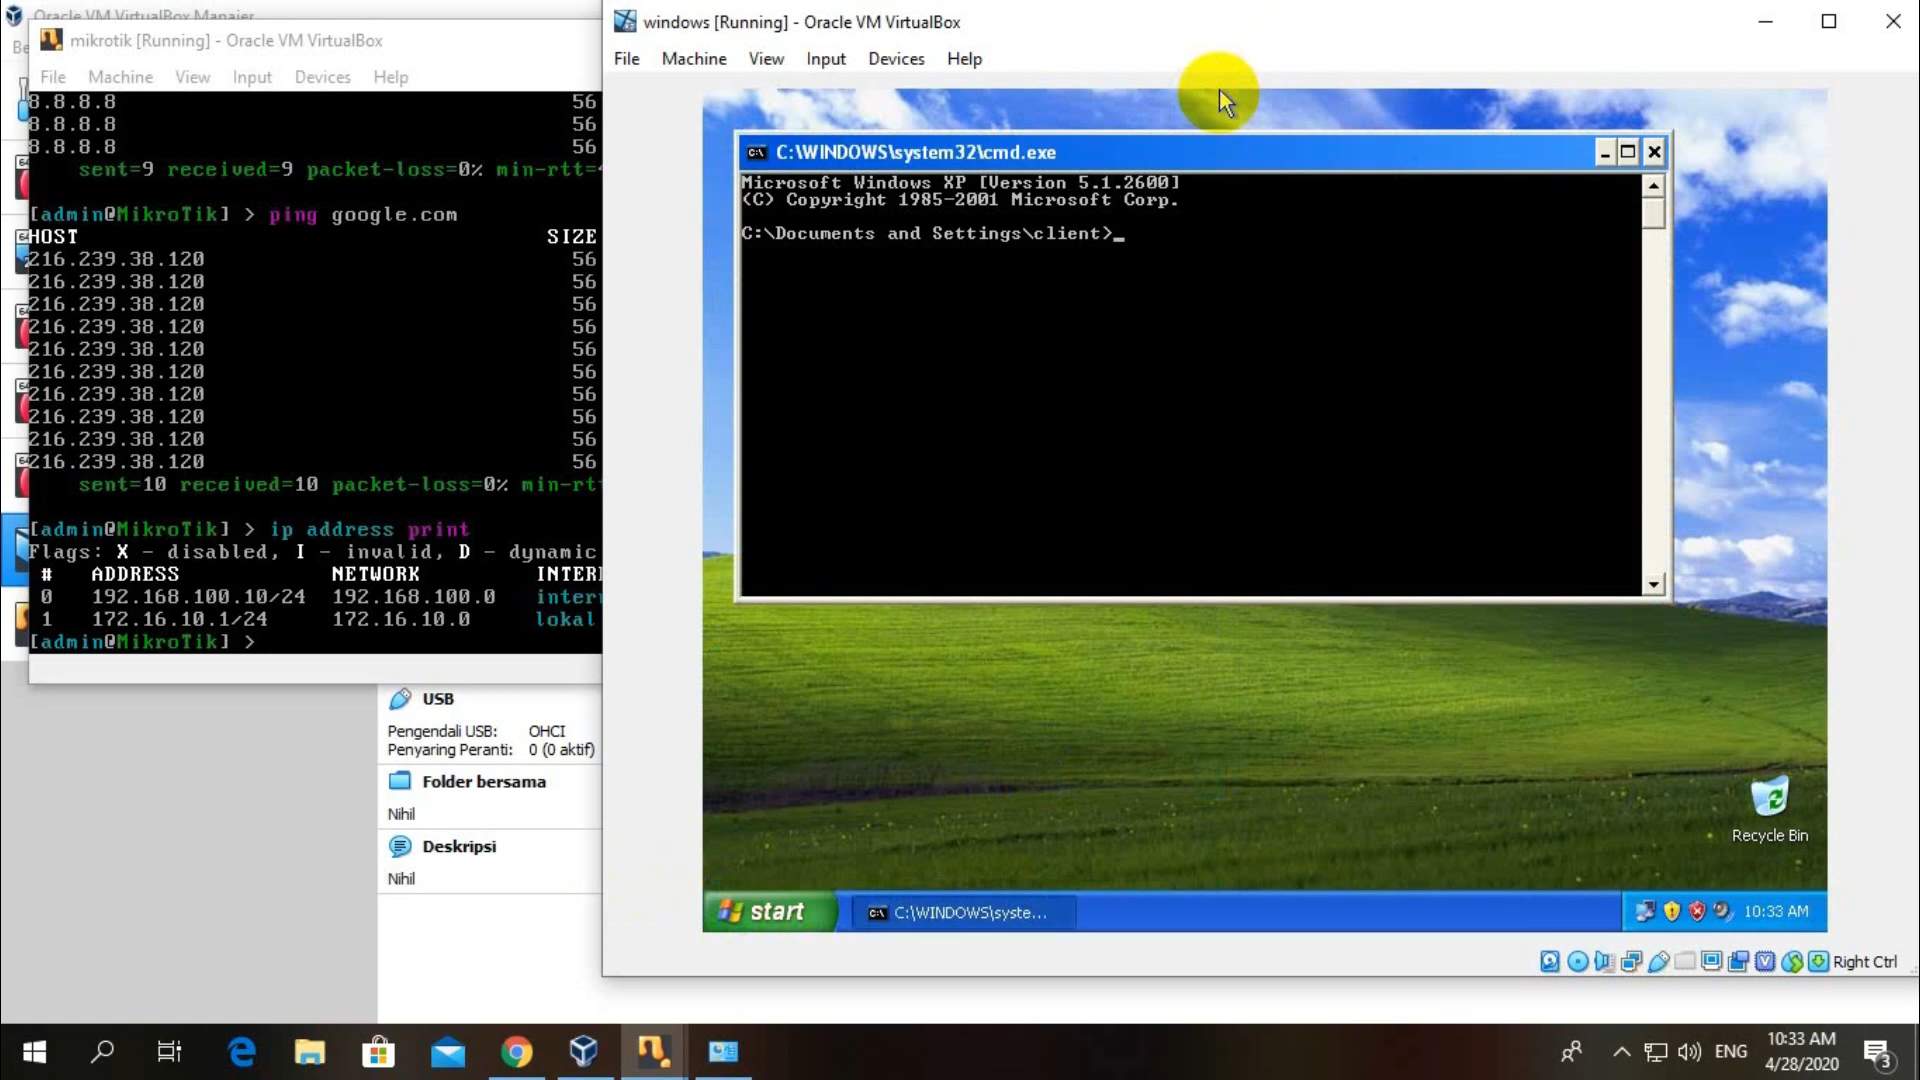 Oracle VM VirtualBox Manajer
mikrotik [Running] - Oracle VM VirtualBox
File Machine View Input Devices Help
8.8.8.8 56
8.8.8.8 56
8.8.8.8 56
sent=9 received=9 packet-loss=0% min-rtt=4
[admin@MikroTik] > ping google.com
HOST SIZE
216.239.38.120 56
216.239.38.120 56
216.239.38.120 56
216.239.38.120 56
216.239.38.120 56
216.239.38.120 56
216.239.38.120 56
216.239.38.120 56
216.239.38.120 56
216.239.38.120 56
sent=10 received=10 packet-loss=0% min-rt
[admin@MikroTik] > ip address print
Flags: X - disabled, I - invalid, D - dynamic
# ADDRESS NETWORK INTER
0 192.168.100.10/24 192.168.100.0 inter
1 172.16.10.1/24 172.16.10.0 lokal
[admin@MikroTik] >
USB
Pengendali USB: OHCI
Penyaring Peranti: 0 (0 aktif)
Folder bersama
Nihil
Deskripsi
Nihil
windows [Running] - Oracle VM VirtualBox
File Machine View Input Devices Help
C:\WINDOWS\system32\cmd.exe
Microsoft Windows XP [Version 5.1.2600]
(C) Copyright 1985-2001 Microsoft Corp.
C:\Documents and Settings\client>_
Recycle Bin
start
C:\WINDOWS\syste...
10:33 AM
Right Ctrl
ENG
10:33 AM
4/28/2020
3